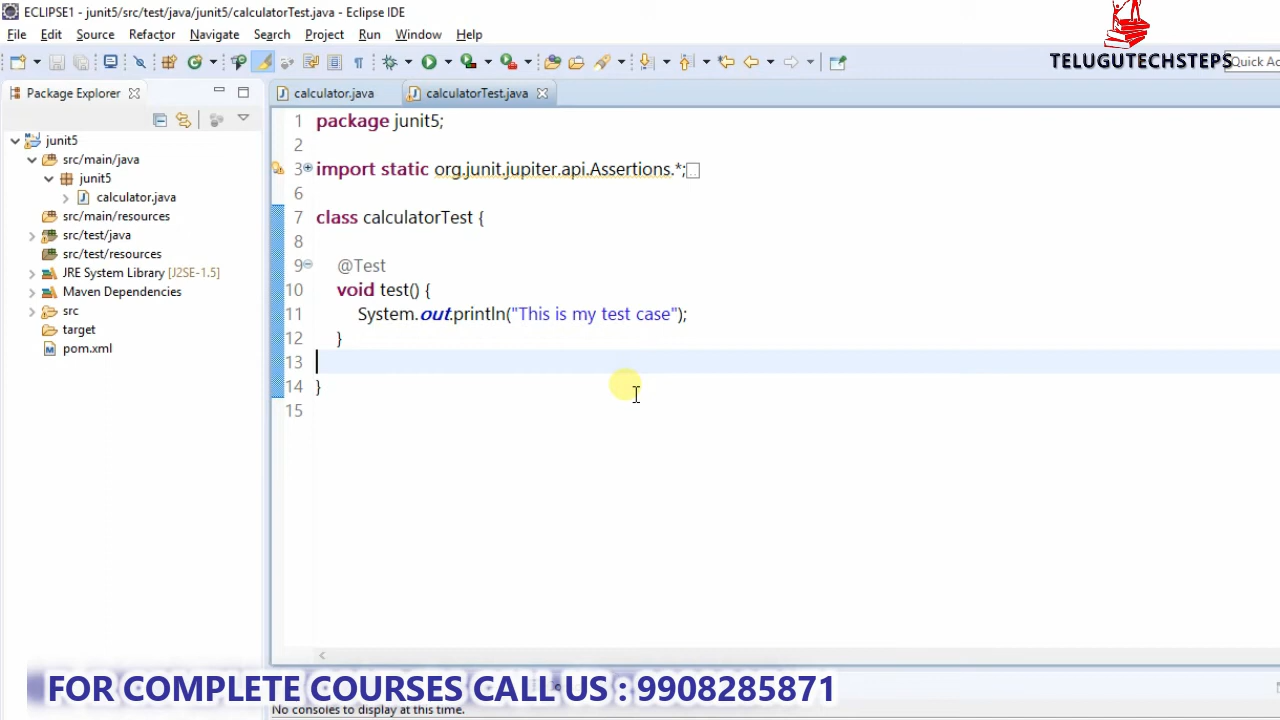 ECLIPSE1 - junit5/src/test/java/junit5/calculatorTest.java - Eclipse IDE
File Edit Source Refactor Navigate Search Project Run Window Help
TELUGUTECHSTEPS
Quick Ac
Package Explorer
calculator.java
calculatorTest.java
junit5
src/main/java
junit5
calculator.java
src/main/resources
src/test/java
src/test/resources
JRE System Library [J2SE-1.5]
Maven Dependencies
src
target
pom.xml
1 package junit5;
2
3 import static org.junit.jupiter.api.Assertions.*;
6
7 class calculatorTest {
8
9 @Test
10 void test() {
11 System.out.println("This is my test case");
12 }
13
14 }
15
FOR COMPLETE COURSES CALL US : 9908285871
No consoles to display at this time.